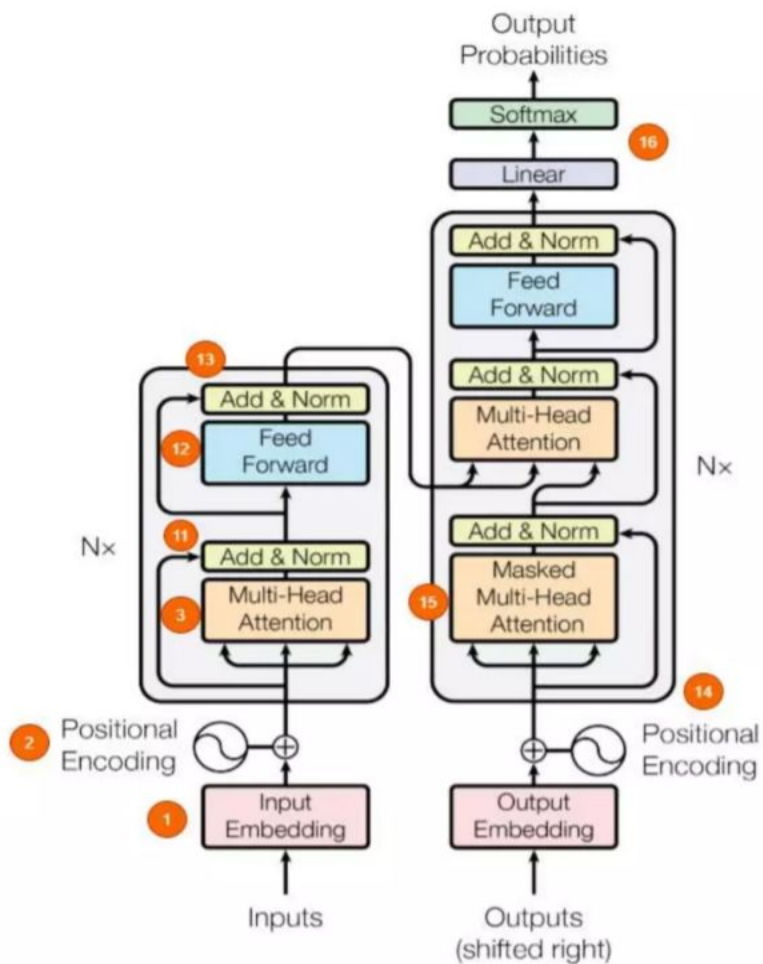 Output
Probabilities
Softmax
16
Linear
Add & Norm
Feed
Forward
13
Add & Norm
Add & Norm
12
Feed
Forward
Multi-Head
Attention
Nx
Nx
11
Add & Norm
Add & Norm
3
Multi-Head
Attention
15
Masked
Multi-Head
Attention
14
2
Positional
Encoding
Positional
Encoding
1
Input
Embedding
Output
Embedding
Inputs
Outputs
(shifted right)